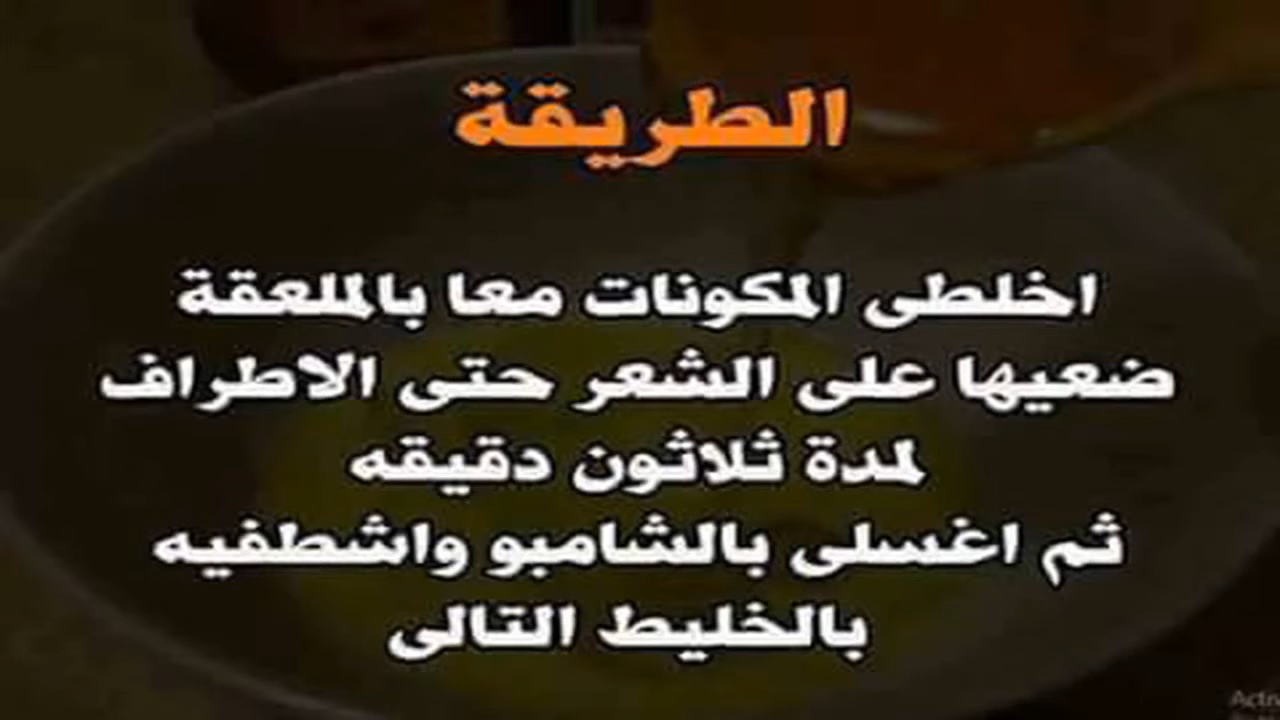 الطريقة
اخلطى المكونات معا بالملعقة
ضعيها على الشعر حتى الاطراف
لمدة ثلاثون دقيقه
ثم اغسلى بالشامبو واشطفيه
بالخليط التالى